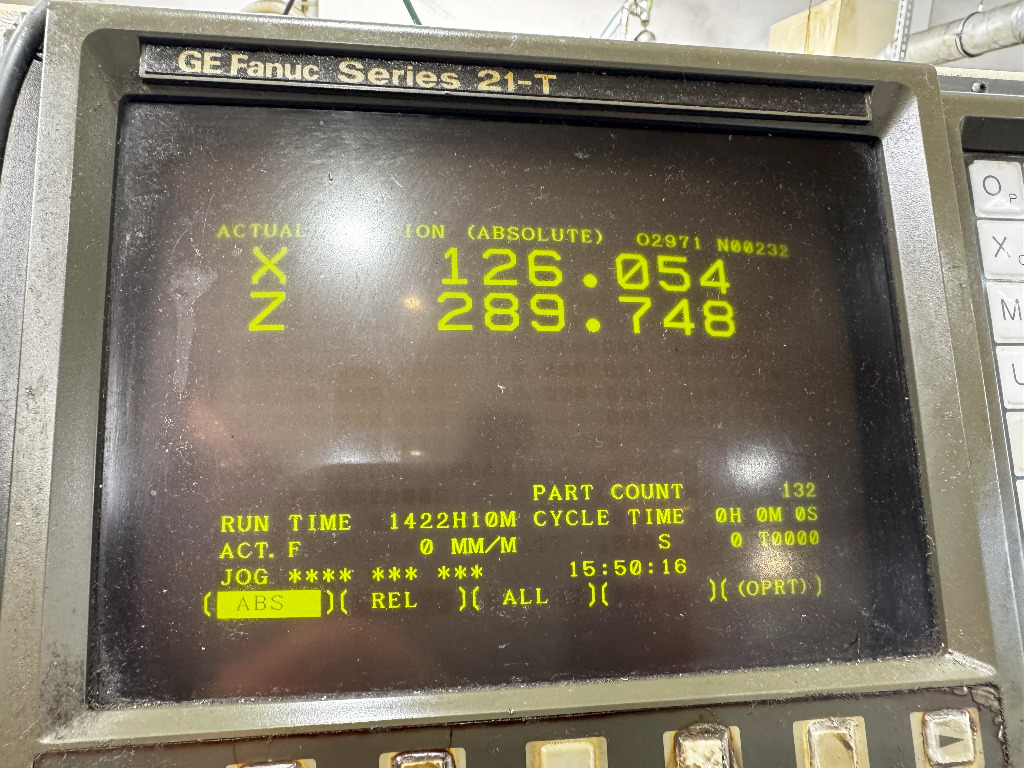 GE Fanuc Series 21-T
ACTUAL ION (ABSOLUTE) O2971 N00232
X 126.054
Z 289.748
PART COUNT 132
RUN TIME 1422H10M CYCLE TIME 0H 0M 0S
ACT. F 0 MM/M S 0 T0000
JOG **** *** *** 15:50:16
( ABS )( REL )( ALL )( )( (OPRT) )
O P
X
M